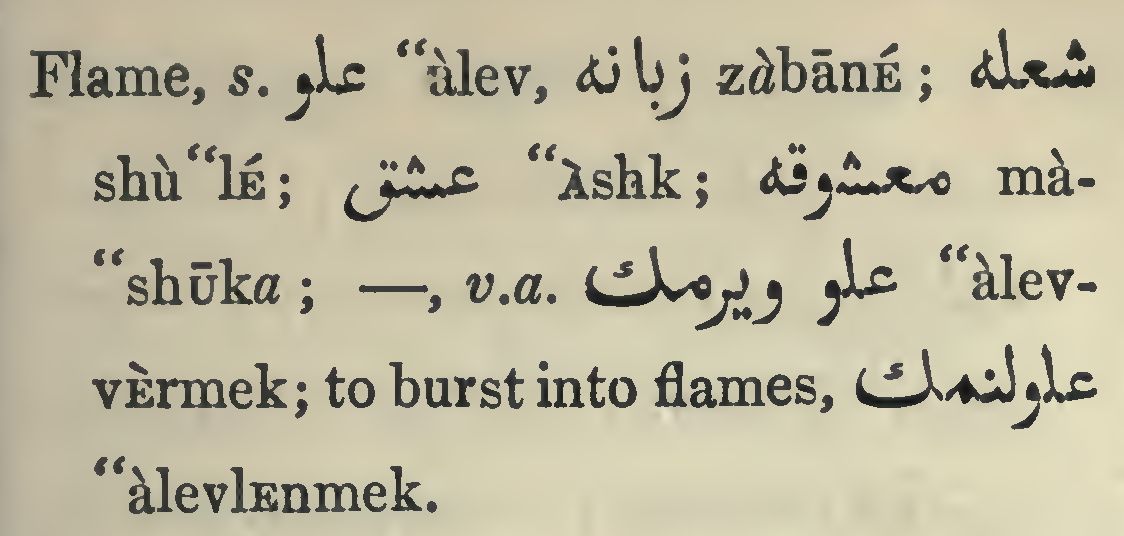 Flame, s. علو “àlev, زبانه zàbānÉ; شعله
shù“lÉ; عشق “Àshk; معشوقه mà-
“shŪka; —, v.a. علو ويرمك “àlev-
vÈrmek; to burst into flames, علولنمك
“àlevlEnmek.